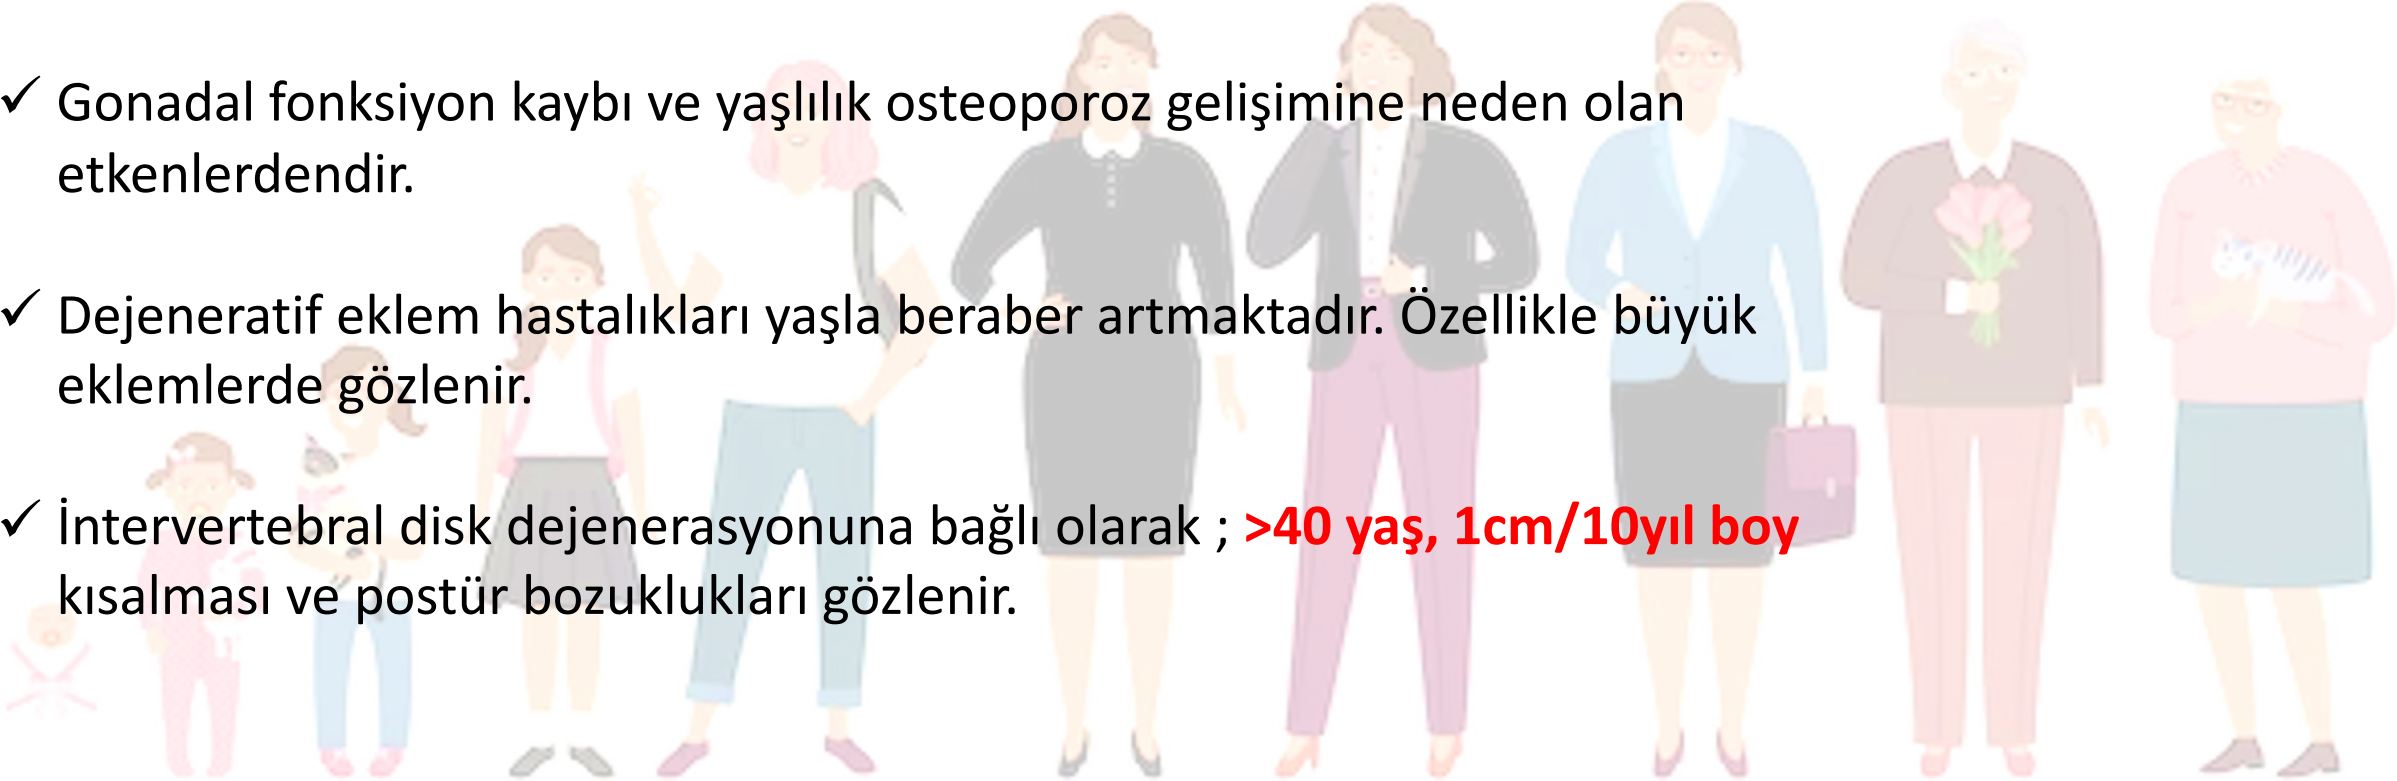 ✓ Gonadal fonksiyon kaybı ve yaşlılık osteoporoz gelişimine neden olan
etkenlerdendir.
✓ Dejeneratif eklem hastalıkları yaşla beraber artmaktadır. Özellikle büyük
eklemlerde gözlenir.
✓ İntervertebral disk dejenerasyonuna bağlı olarak ; >40 yaş, 1cm/10yıl boy
kısalması ve postür bozuklukları gözlenir.